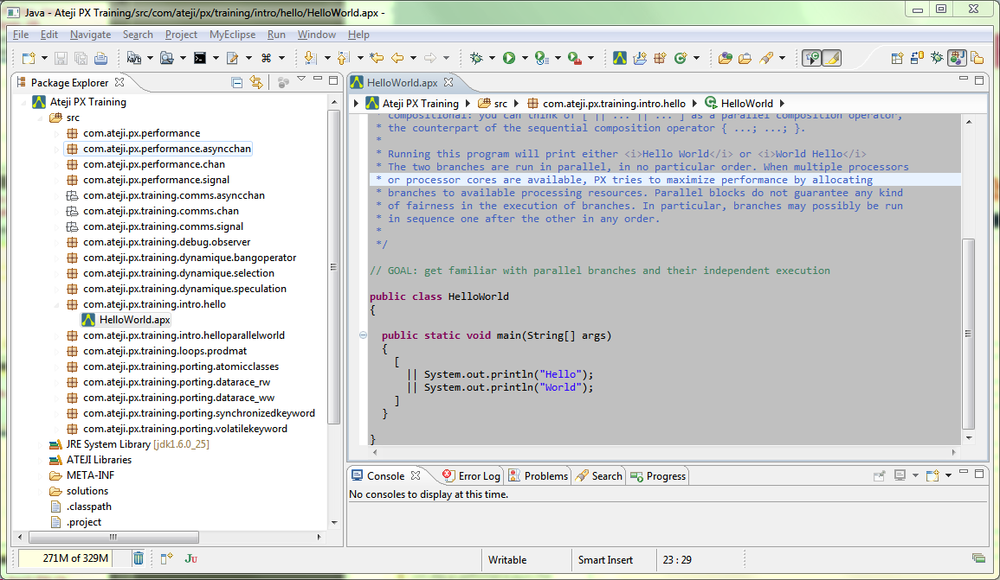 Java - Ateji PX Training/src/com/ateji/px/training/intro/hello/HelloWorld.apx -
File Edit Navigate Search Project MyEclipse Run Window Help
Package Explorer
Ateji PX Training
src
com.ateji.px.performance
com.ateji.px.performance.asyncchan
com.ateji.px.performance.chan
com.ateji.px.performance.signal
com.ateji.px.training.comms.asyncchan
com.ateji.px.training.comms.chan
com.ateji.px.training.comms.signal
com.ateji.px.training.debug.observer
com.ateji.px.training.dynamique.bangoperator
com.ateji.px.training.dynamique.selection
com.ateji.px.training.dynamique.speculation
com.ateji.px.training.intro.hello
HelloWorld.apx
com.ateji.px.training.intro.helloparallelworld
com.ateji.px.training.loops.prodmat
com.ateji.px.training.porting.atomicclasses
com.ateji.px.training.porting.datarace_rw
com.ateji.px.training.porting.datarace_ww
com.ateji.px.training.porting.synchronizedkeyword
com.ateji.px.training.porting.volatilekeyword
JRE System Library [jdk1.6.0_25]
ATEJI Libraries
META-INF
solutions
.classpath
.project
HelloWorld.apx
Ateji PX Training src com.ateji.px.training.intro.hello HelloWorld
* compositional: you can think of [ || ... || ... ] as a parallel composition operator,
* the counterpart of the sequential composition operator { ...; ...; }.
*
* Running this program will print either <i>Hello World</i> or <i>World Hello</i>
* The two branches are run in parallel, in no particular order. When multiple processors
* or processor cores are available, PX tries to maximize performance by allocating
* branches to available processing resources. Parallel blocks do not guarantee any kind
* of fairness in the execution of branches. In particular, branches may possibly be run
* in sequence one after the other in any order.
*
*/
// GOAL: get familiar with parallel branches and their independent execution
public class HelloWorld
{
public static void main(String[] args)
{
[
|| System.out.println("Hello");
|| System.out.println("World");
]
}
}
Console Error Log Problems Search Progress
No consoles to display at this time.
271M of 329M Ju Writable Smart Insert 23 : 29